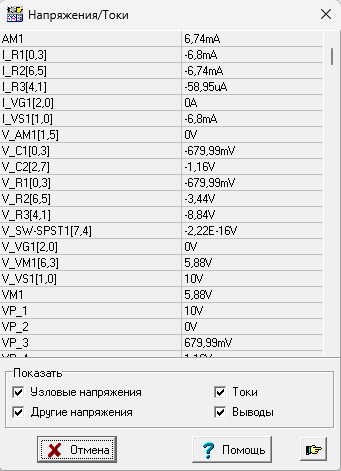 Напряжения/Токи
AM1 6,74mA
I_R1[0,3] -6,8mA
I_R2[6,5] -6,74mA
I_R3[4,1] -58,95uA
I_VG1[2,0] 0A
I_VS1[1,0] -6,8mA
V_AM1[1,5] 0V
V_C1[0,3] -679,99mV
V_C2[2,7] -1,16V
V_R1[0,3] -679,99mV
V_R2[6,5] -3,44V
V_R3[4,1] -8,84V
V_SW-SPST1[7,4] -2,22E-16V
V_VG1[2,0] 0V
V_VM1[6,3] 5,88V
V_VS1[1,0] 10V
VM1 5,88V
VP_1 10V
VP_2 0V
VP_3 679,99mV
VP_4 1,16V
Показать
Узловые напряжения Токи
Другие напряжения Выводы
Отмена ? Помощь